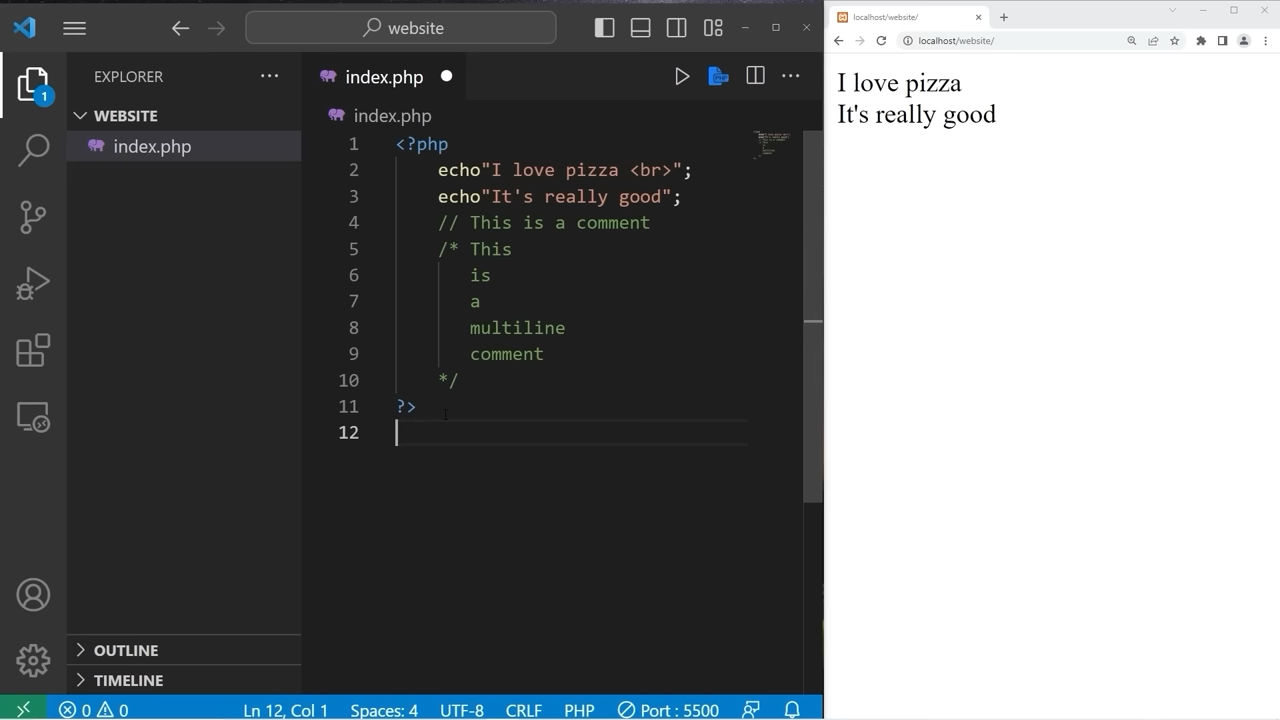 website
EXPLORER
WEBSITE
index.php
OUTLINE
TIMELINE
1
index.php
index.php
1 <?php
2 echo"I love pizza <br>";
3 echo"It's really good";
4 // This is a comment
5 /* This
6 is
7 a
8 multiline
9 comment
10 */
11 ?>
12
0 0
Ln 12, Col 1
Spaces: 4
UTF-8
CRLF
PHP
Port : 5500
localhost/website/
localhost/website/
I love pizza
It's really good